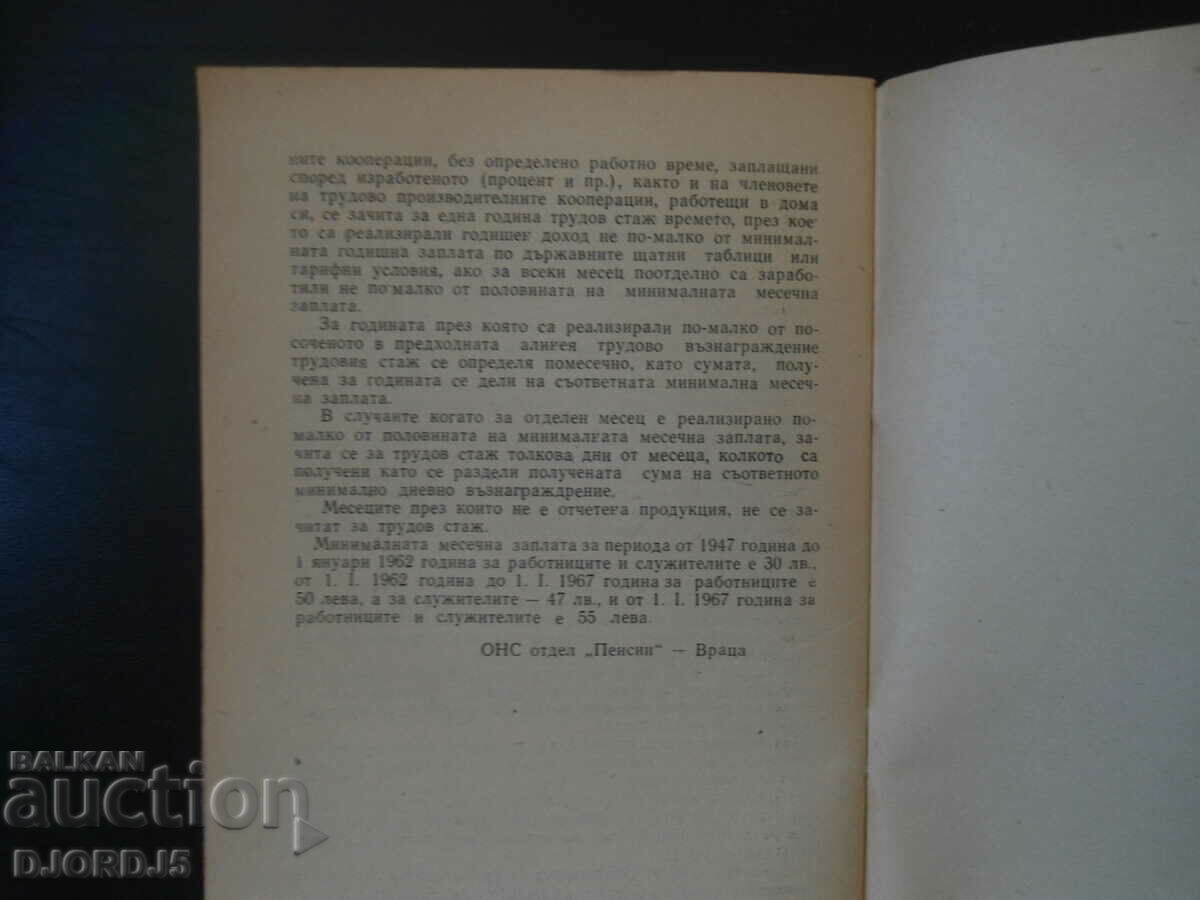 ните кооперации, без определено работно време, заплащани
според изработеното (процент и пр.), както и на членовете
на трудово производителните кооперации, работещи в дома
си, се зачита за една година трудов стаж времето, през кое-
то са реализирали годишен доход не по-малко от минимал-
ната годишна заплата по държавните щатни таблици или
тарифни условия, ако за всеки месец поотделно са зарабо-
тили не по-малко от половината на минималната месечна
заплата.
За годината през която са реализирали по-малко от по-
соченото в предходната алинея трудово възнаграждение
трудовия стаж се определя помесечно, като сумата, полу-
чена за годината се дели на съответната минимална месеч-
на заплата.
В случаите когато за отделен месец е реализирано по-
малко от половината на минималната месечна заплата, за-
чита се за трудов стаж толкова дни от месеца, колкото са
получени като се раздели получената сума на съответното
минимално дневно възнаграждрение.
Месеците през които не е отчетена продукция, не се за-
читат за трудов стаж.
Минималната месечна заплата за периода от 1947 година до
1 януари 1962 година за работниците и служителите е 30 лв.,
от 1. I. 1962 година до 1. I. 1967 година за работниците е
50 лева, а за служителите — 47 лв., и от 1. I. 1967 година за
работниците и служителите е 55 лева.
ОНС отдел „Пенсии“ — Враца
BALKAN
auction
DJORDJ5